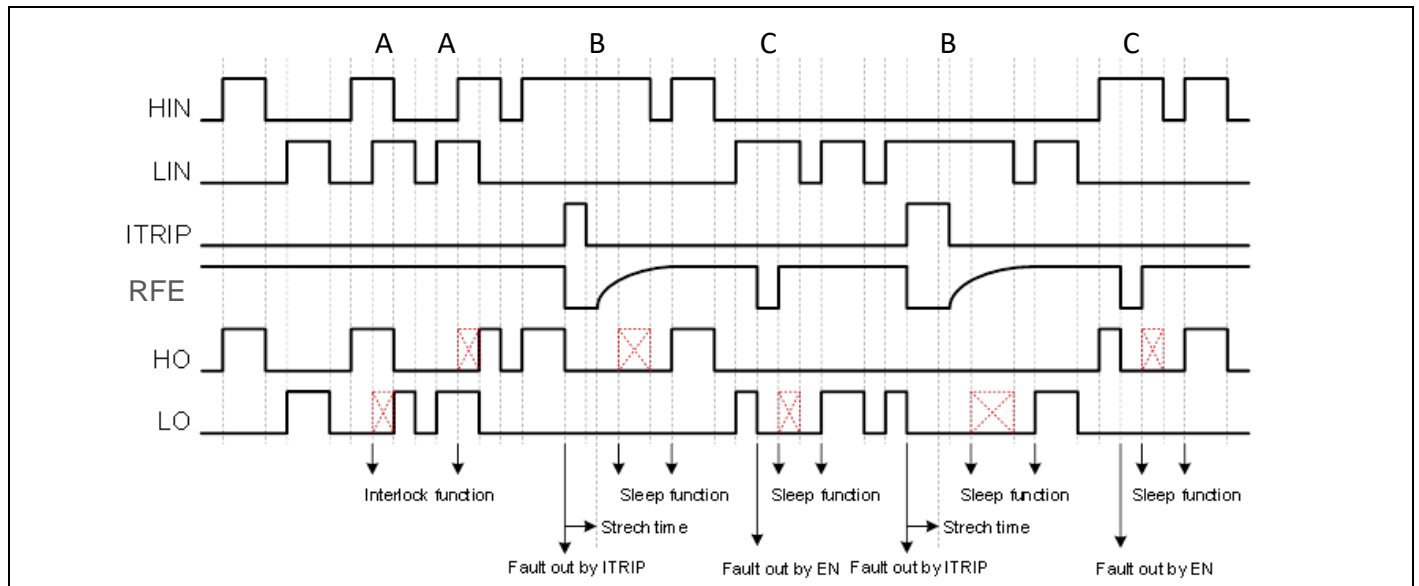 A A B C B C
HIN
LIN
ITRIP
RFE
HO
LO
Interlock function Sleep function Sleep function Sleep function Sleep function
Strech time Strech time
Fault out by ITRIP Fault out by EN Fault out by ITRIP Fault out by EN